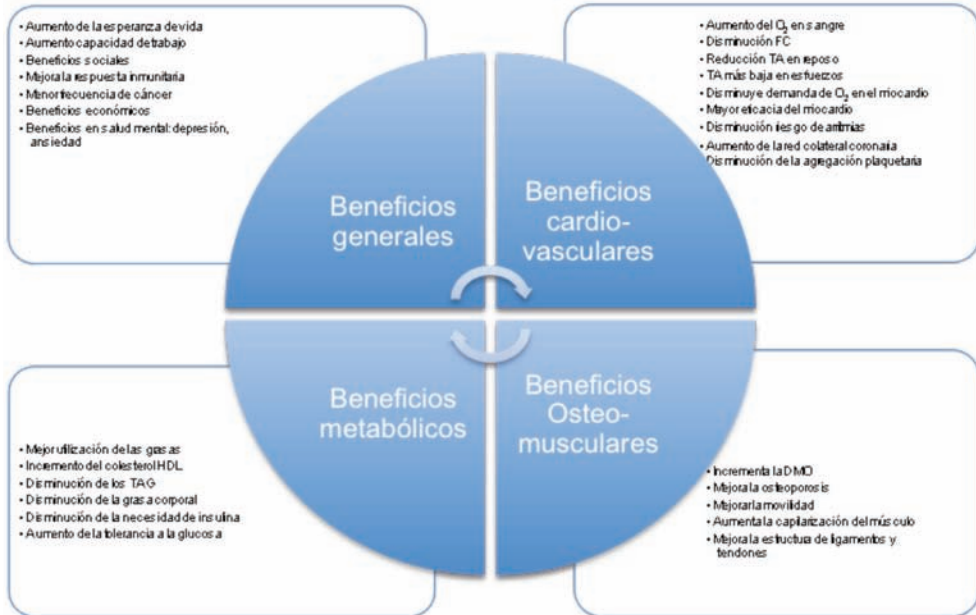 • Aumento de la esperanza de vida
• Aumento capacidad de trabajo
• Beneficios sociales
• Mejora la respuesta inmunitaria
• Menor frecuencia de cáncer
• Beneficios económicos
• Beneficios en salud mental: depresión,
ansiedad
• Aumento del O₂ en sangre
• Disminución FC
• Reducción TA en reposo
• TA más baja en esfuerzos
• Disminuye demanda de O₂ en el miocardio
• Mayor eficacia del miocardio
• Disminución riesgo de arritmias
• Aumento de la red colateral coronaria
• Disminución de la agregación plaquetaria
Beneficios
generales
Beneficios
cardio-
vasculares
Beneficios
metabólicos
Beneficios
Osteo-
musculares
• Mejor utilización de las grasas
• Incremento del colesterol HDL
• Disminución de los TAG
• Disminución de la grasa corporal
• Disminución de la necesidad de insulina
• Aumento de la tolerancia a la glucosa
• Incrementa la DMO
• Mejora la osteoporosis
• Mejorar la movilidad
• Aumenta la capilarización del músculo
• Mejora la estructura de ligamentos y
tendones